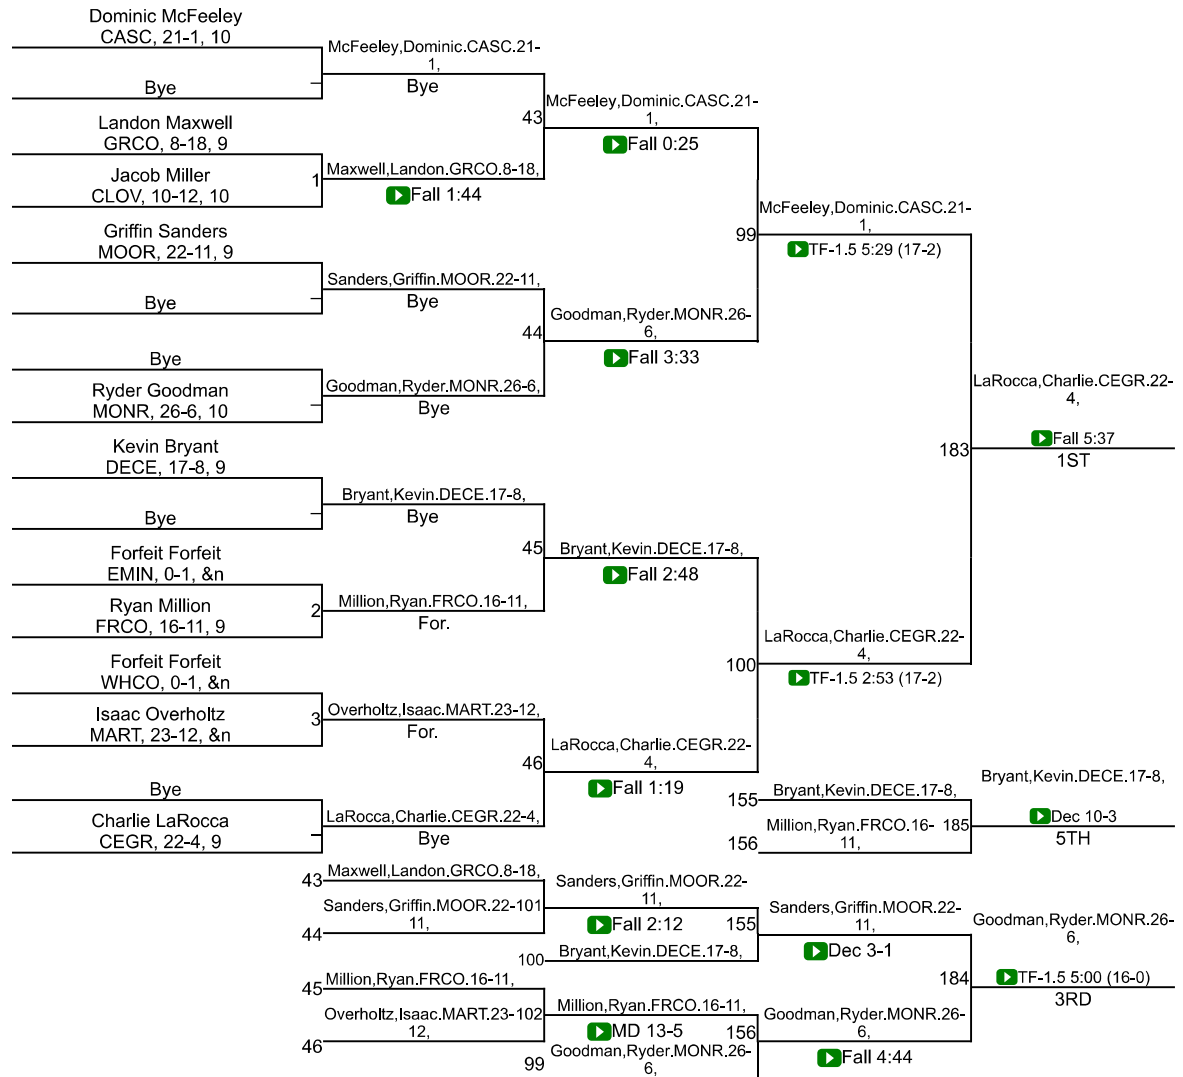 Dominic McFeeley
CASC, 21-1, 10
Bye
Landon Maxwell
GRCO, 8-18, 9
Jacob Miller
CLOV, 10-12, 10
Griffin Sanders
MOOR, 22-11, 9
Bye
Bye
Ryder Goodman
MONR, 26-6, 10
Kevin Bryant
DECE, 17-8, 9
Bye
Forfeit Forfeit
EMIN, 0-1, &n
Ryan Million
FRCO, 16-11, 9
Forfeit Forfeit
WHCO, 0-1, &n
Isaac Overholtz
MART, 23-12, &n
Bye
Charlie LaRocca
CEGR, 22-4, 9
McFeeley,Dominic.CASC.21-
1,
Bye
1
Maxwell,Landon.GRCO.8-18,
Fall 1:44
Sanders,Griffin.MOOR.22-11,
Bye
Goodman,Ryder.MONR.26-6,
Bye
Bryant,Kevin.DECE.17-8,
Bye
2
Million,Ryan.FRCO.16-11,
For.
3
Overholtz,Isaac.MART.23-12,
For.
LaRocca,Charlie.CEGR.22-4,
Bye
43
McFeeley,Dominic.CASC.21-
1,
Fall 0:25
44
Goodman,Ryder.MONR.26-
6,
Fall 3:33
45
Bryant,Kevin.DECE.17-8,
Fall 2:48
46
LaRocca,Charlie.CEGR.22-
4,
Fall 1:19
99
McFeeley,Dominic.CASC.21-
1,
TF-1.5 5:29 (17-2)
100
LaRocca,Charlie.CEGR.22-
4,
TF-1.5 2:53 (17-2)
183
LaRocca,Charlie.CEGR.22-
4,
Fall 5:37
1ST
155
Bryant,Kevin.DECE.17-8,
156
Million,Ryan.FRCO.16-
11,
185
Bryant,Kevin.DECE.17-8,
Dec 10-3
5TH
43
Maxwell,Landon.GRCO.8-18,
44
Sanders,Griffin.MOOR.22-
11,
101
Sanders,Griffin.MOOR.22-
11,
Fall 2:12
100
Bryant,Kevin.DECE.17-8,
155
Sanders,Griffin.MOOR.22-
11,
Dec 3-1
45
Million,Ryan.FRCO.16-11,
46
Overholtz,Isaac.MART.23-
12,
102
Million,Ryan.FRCO.16-11,
MD 13-5
99
Goodman,Ryder.MONR.26-
6,
156
Goodman,Ryder.MONR.26-
6,
Fall 4:44
184
Goodman,Ryder.MONR.26-
6,
TF-1.5 5:00 (16-0)
3RD